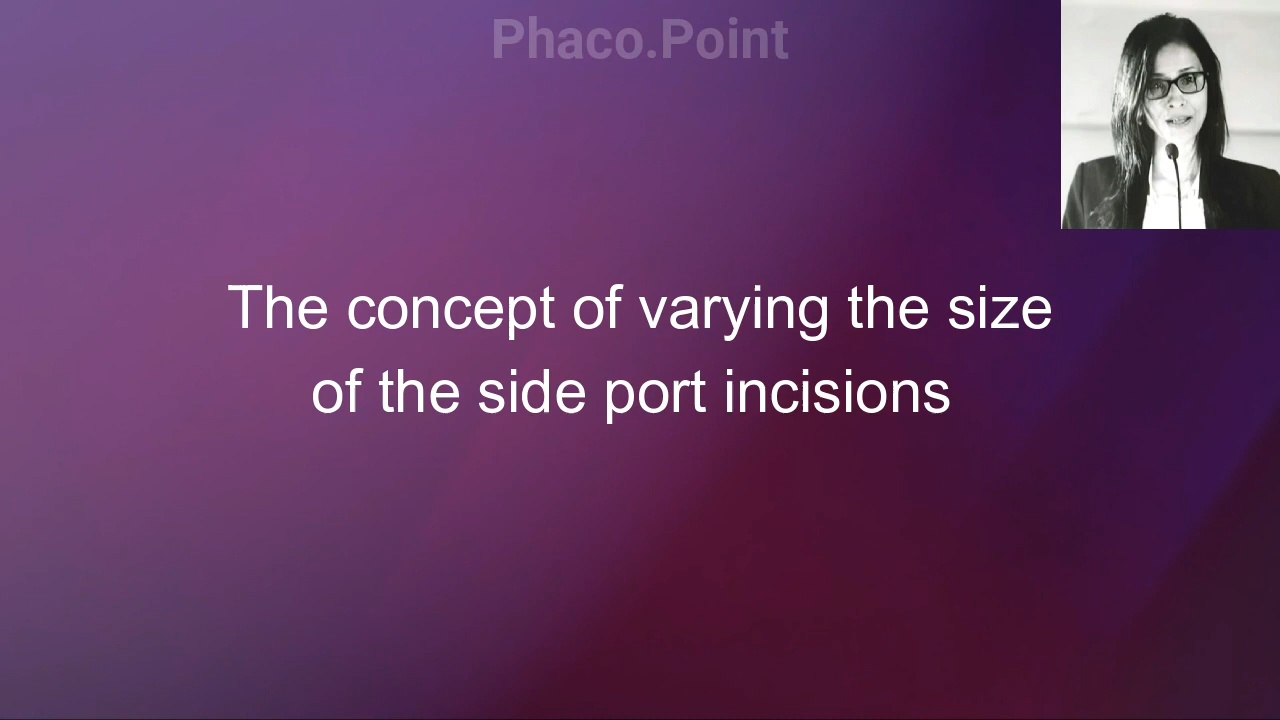 Phaco.Point
The concept of varying the size
of the side port incisions